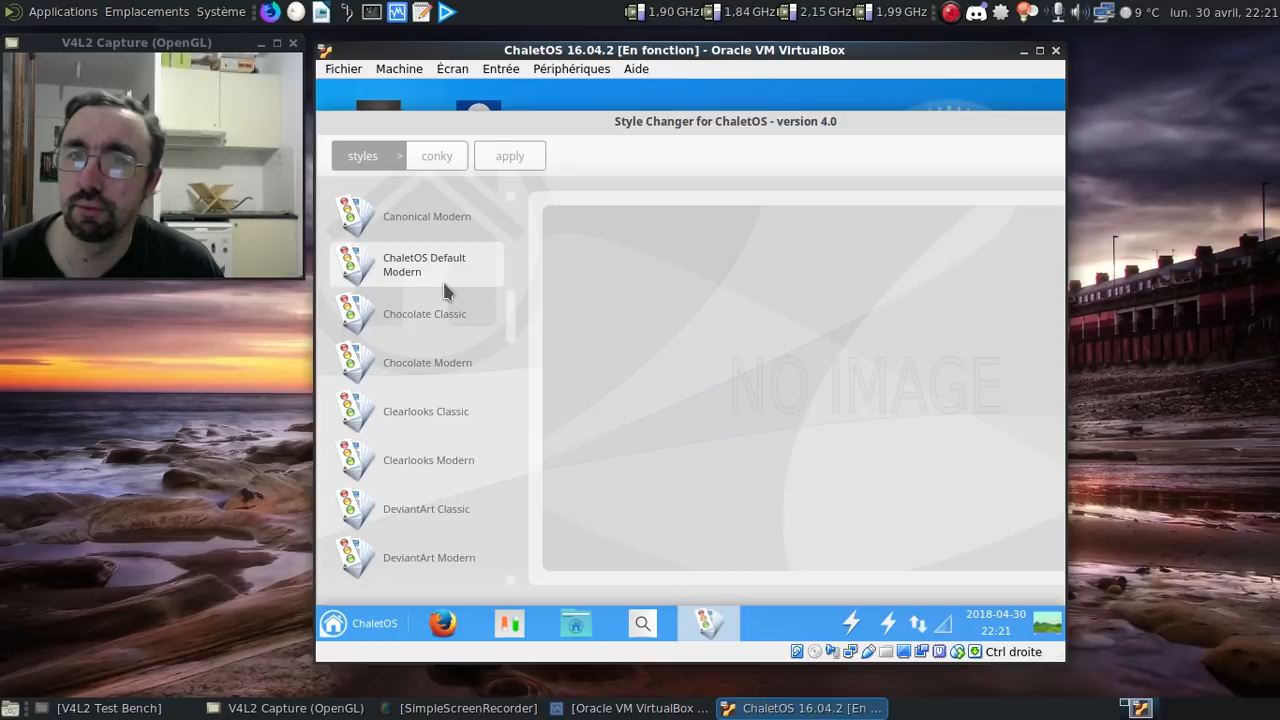 Applications Emplacements Système
1,90 GHz 1,84 GHz 2,15 GHz 1,99 GHz 9 °C lun. 30 avril, 22:21
V4L2 Capture (OpenGL)
ChaletOS 16.04.2 [En fonction] - Oracle VM VirtualBox
Fichier Machine Écran Entrée Périphériques Aide
Style Changer for ChaletOS - version 4.0
styles > conky apply
Canonical Modern
ChaletOS Default
Modern
Chocolate Classic
Chocolate Modern
Clearlooks Classic
Clearlooks Modern
DeviantArt Classic
DeviantArt Modern
NO IMAGE
ChaletOS
2018-04-30
22:21
Ctrl droite
[V4L2 Test Bench] V4L2 Capture (OpenGL) [SimpleScreenRecorder] [Oracle VM VirtualBox ... ChaletOS 16.04.2 [En ...